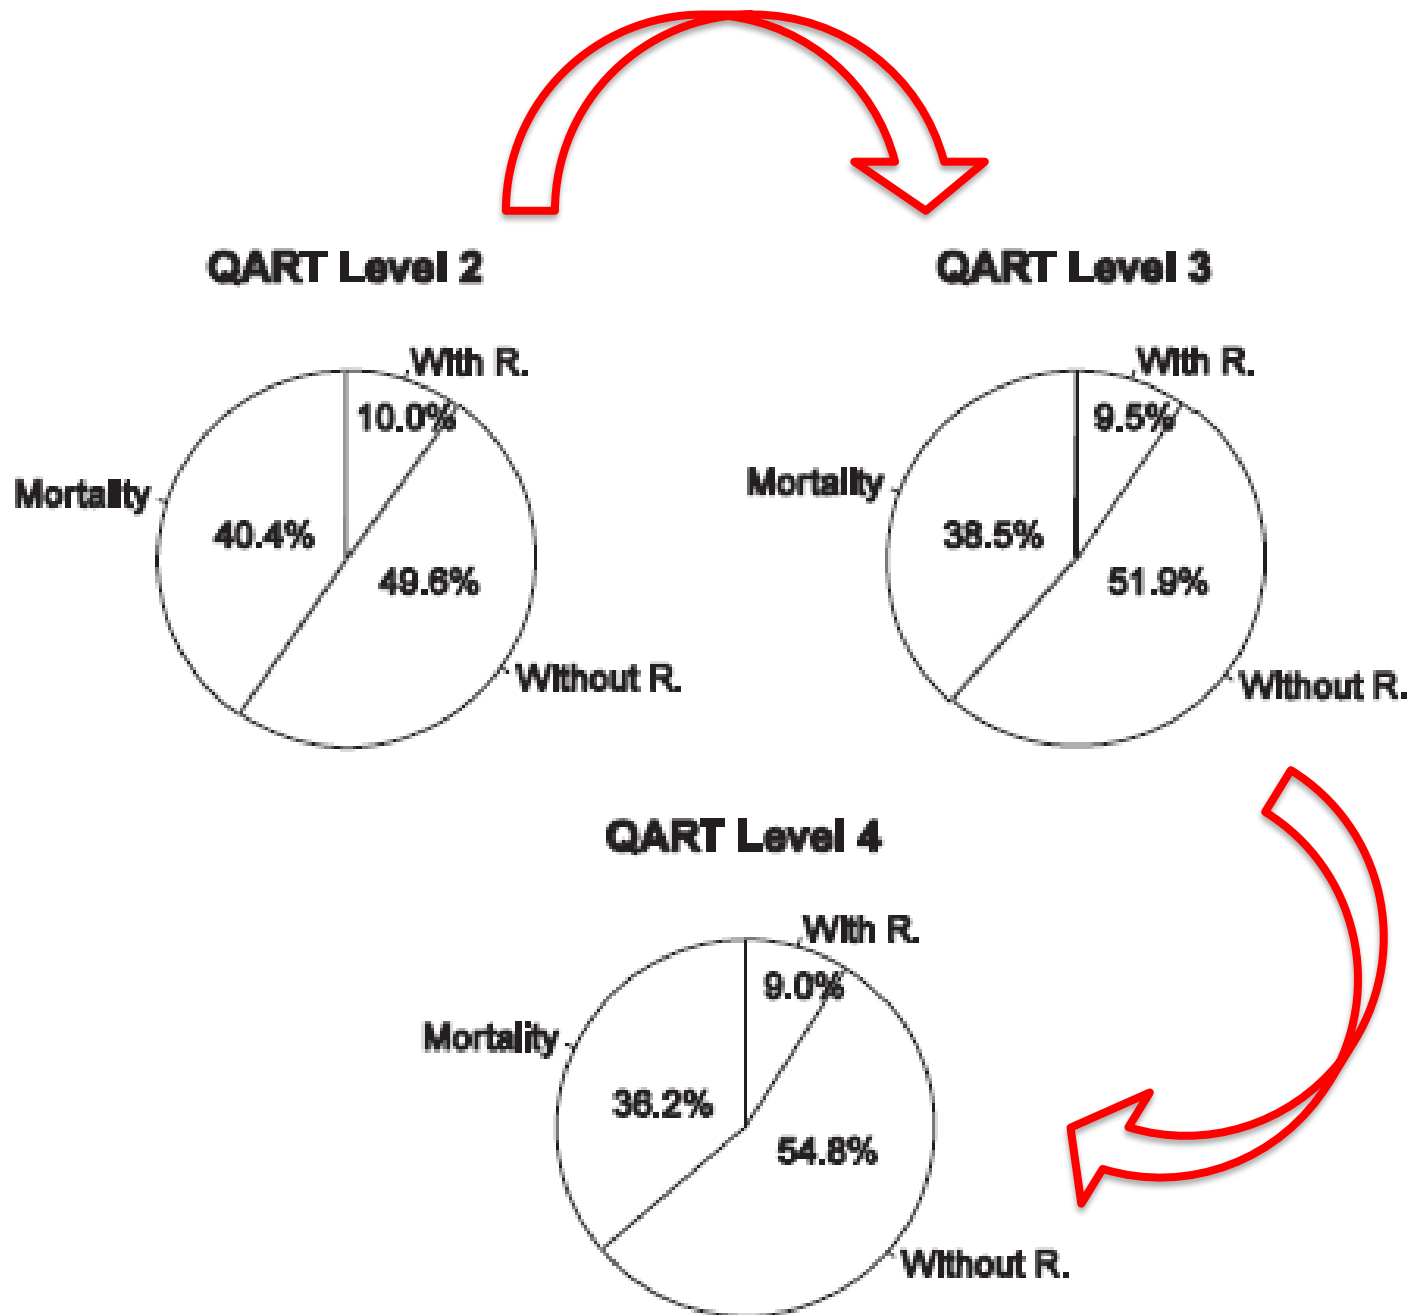 QART Level 2
With R.
10.0%
Mortality
40.4%
49.6%
Without R.
QART Level 3
With R.
9.5%
Mortality
38.5%
51.9%
Without R.
QART Level 4
With R.
9.0%
Mortality
36.2%
54.8%
Without R.